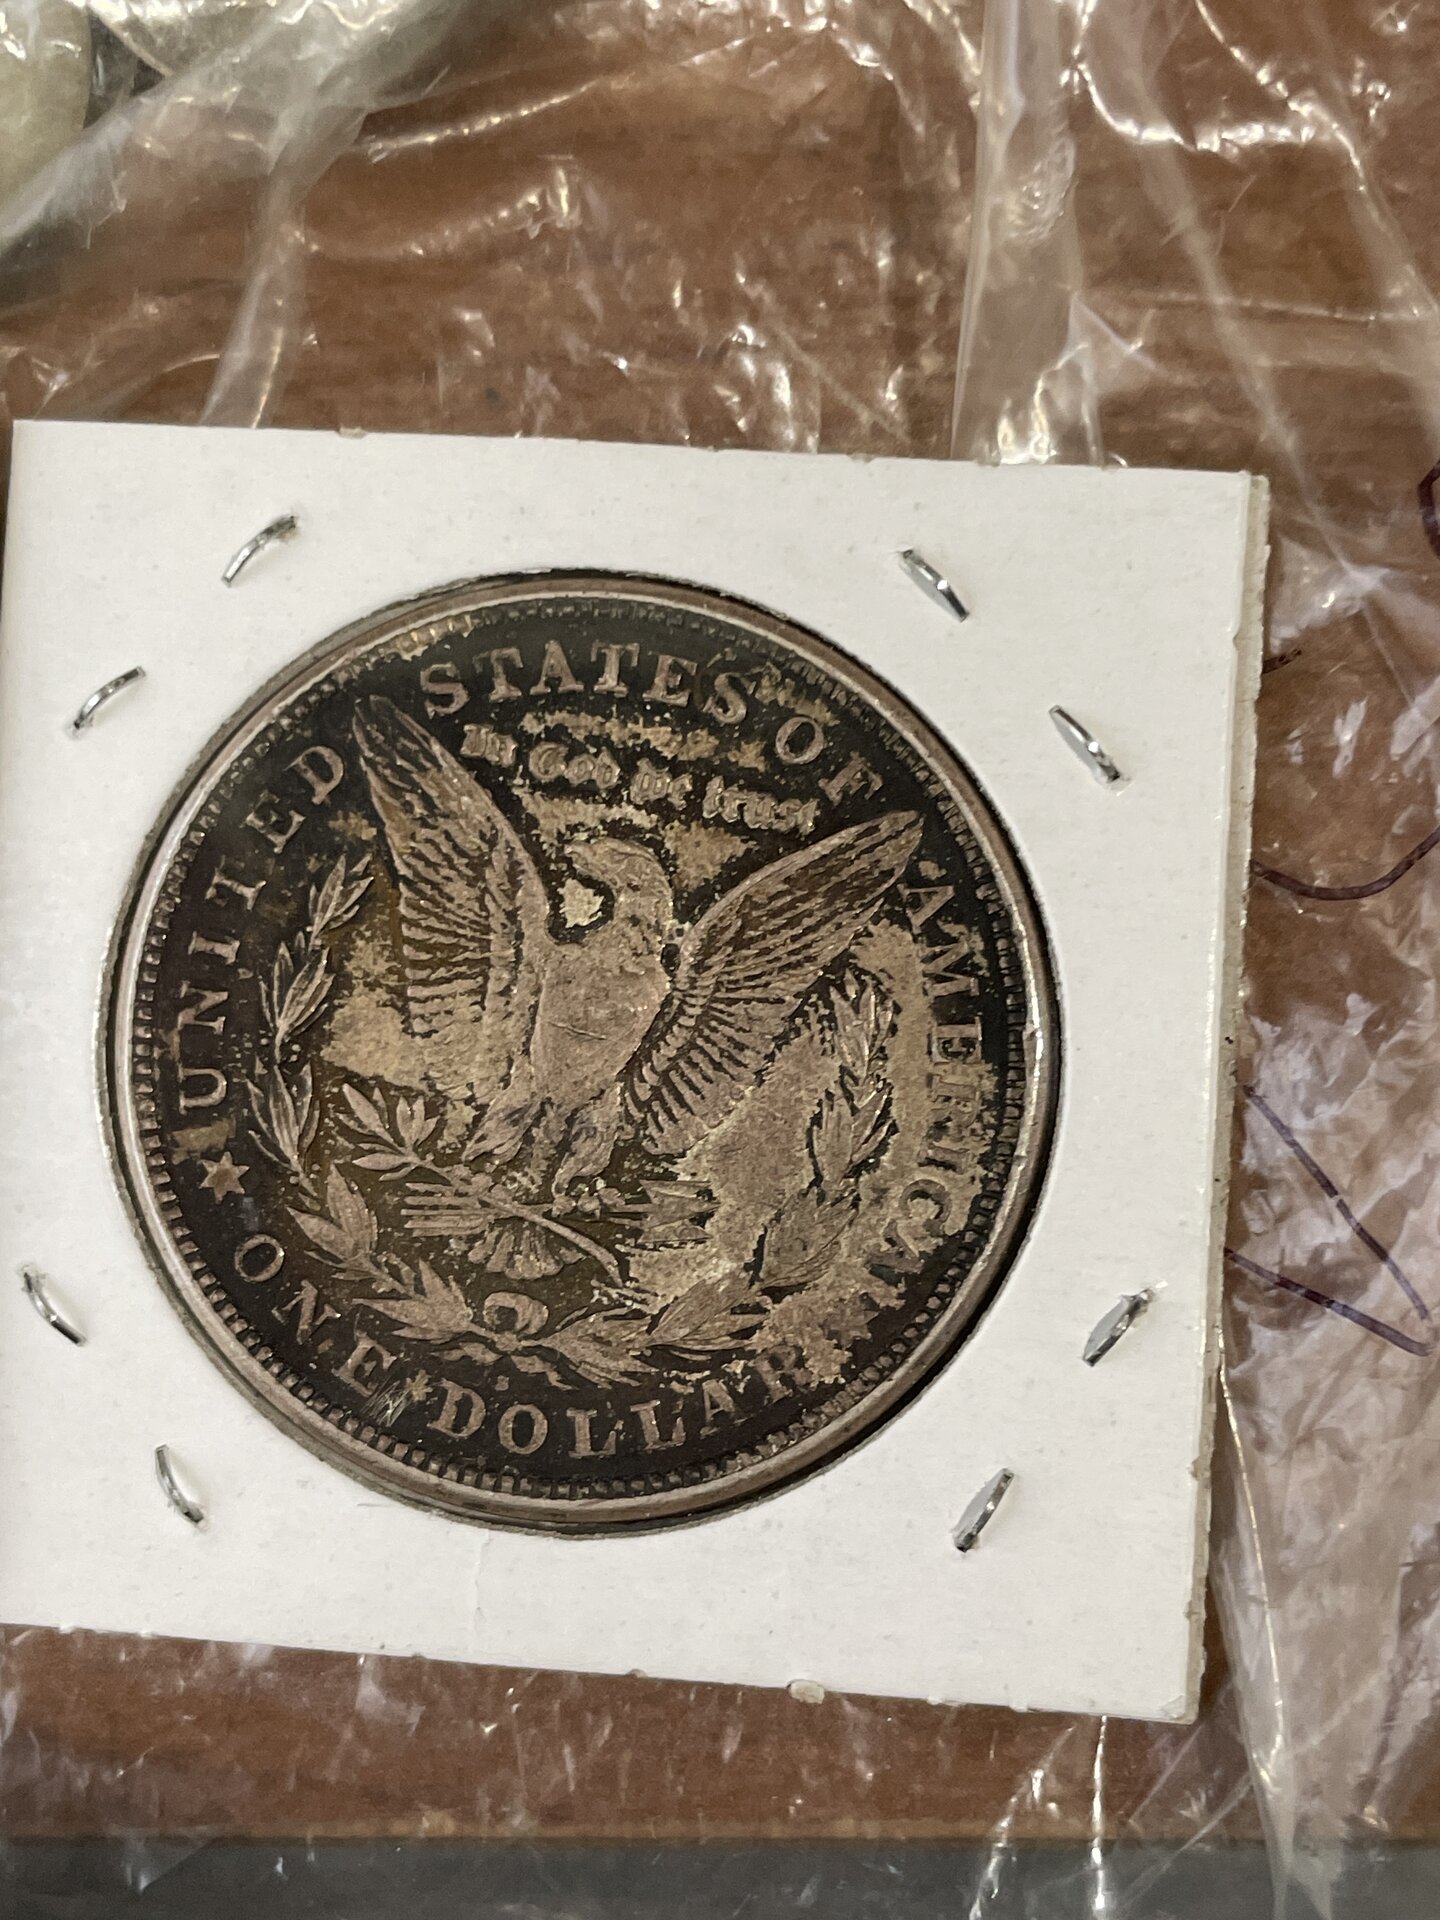 UNITED STATES OF AMERICA
In God we trust
ONE DOLLAR
S